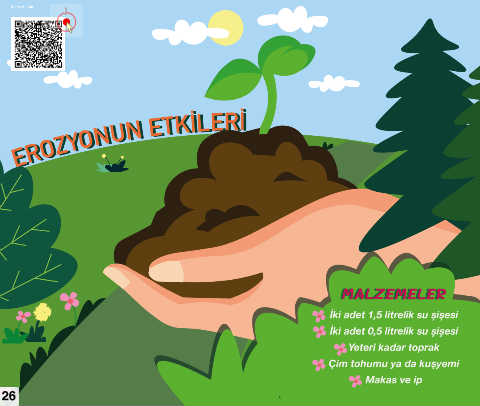 EROZYONUN ETKİLERİ
MALZEMELER
İki adet 1,5 litrelik su şişesi
İki adet 0,5 litrelik su şişesi
Yeteri kadar toprak
Çim tohumu ya da kuşyemi
Makas ve ip
26